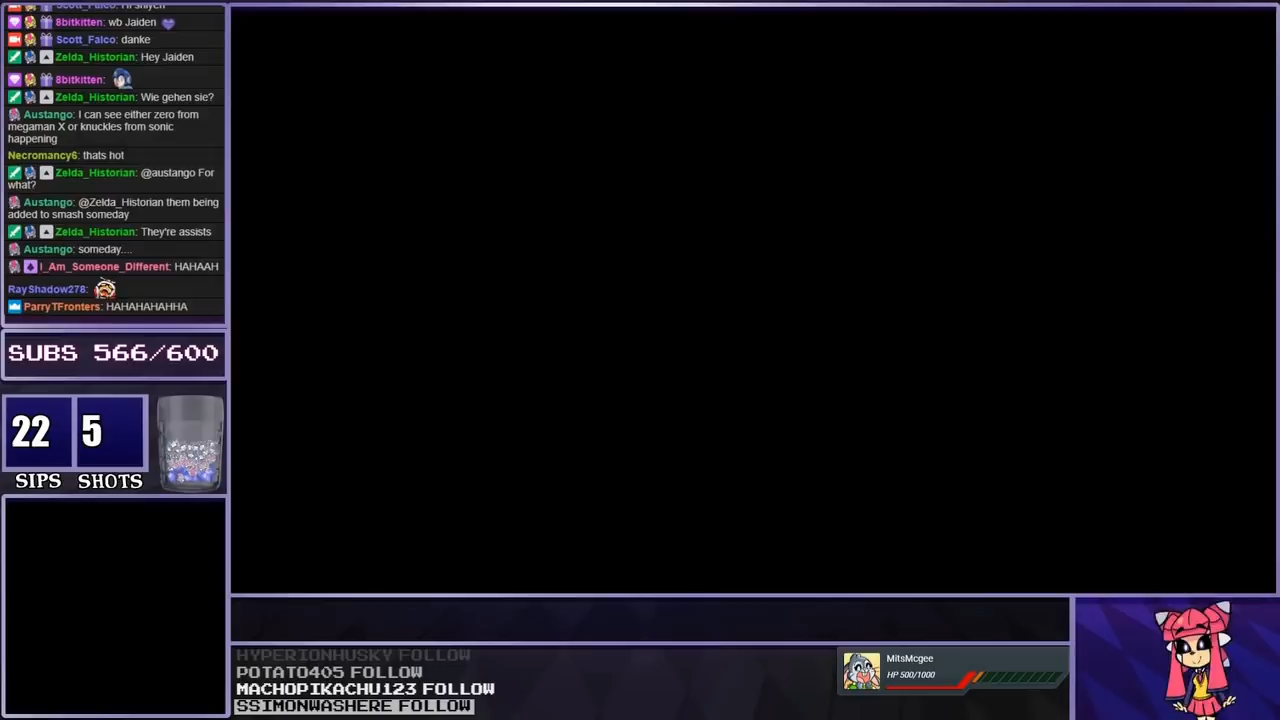 Scott_Falco:
8bitkitten: wb Jaiden
Scott_Falco: danke
Zelda_Historian: Hey Jaiden
8bitkitten:
Zelda_Historian: Wie gehen sie?
Austango: I can see either zero from
megaman X or knuckles from sonic
happening
Necromancy6: thats hot
Zelda_Historian: @austango For
what?
Austango: @Zelda_Historian them being
added to smash someday
Zelda_Historian: They're assists
Austango: someday....
I_Am_Someone_Different: HAHAAH
RayShadow278:
ParryTFronters: HAHAHAHAHHA
SUBS 566/600
22 5
SIPS SHOTS
HYPERIONHUSKY FOLLOW
POTATO405 FOLLOW
MACHOPIKACHU123 FOLLOW
SSIMONWASHERE FOLLOW
MitsMcgee
HP 500/1000